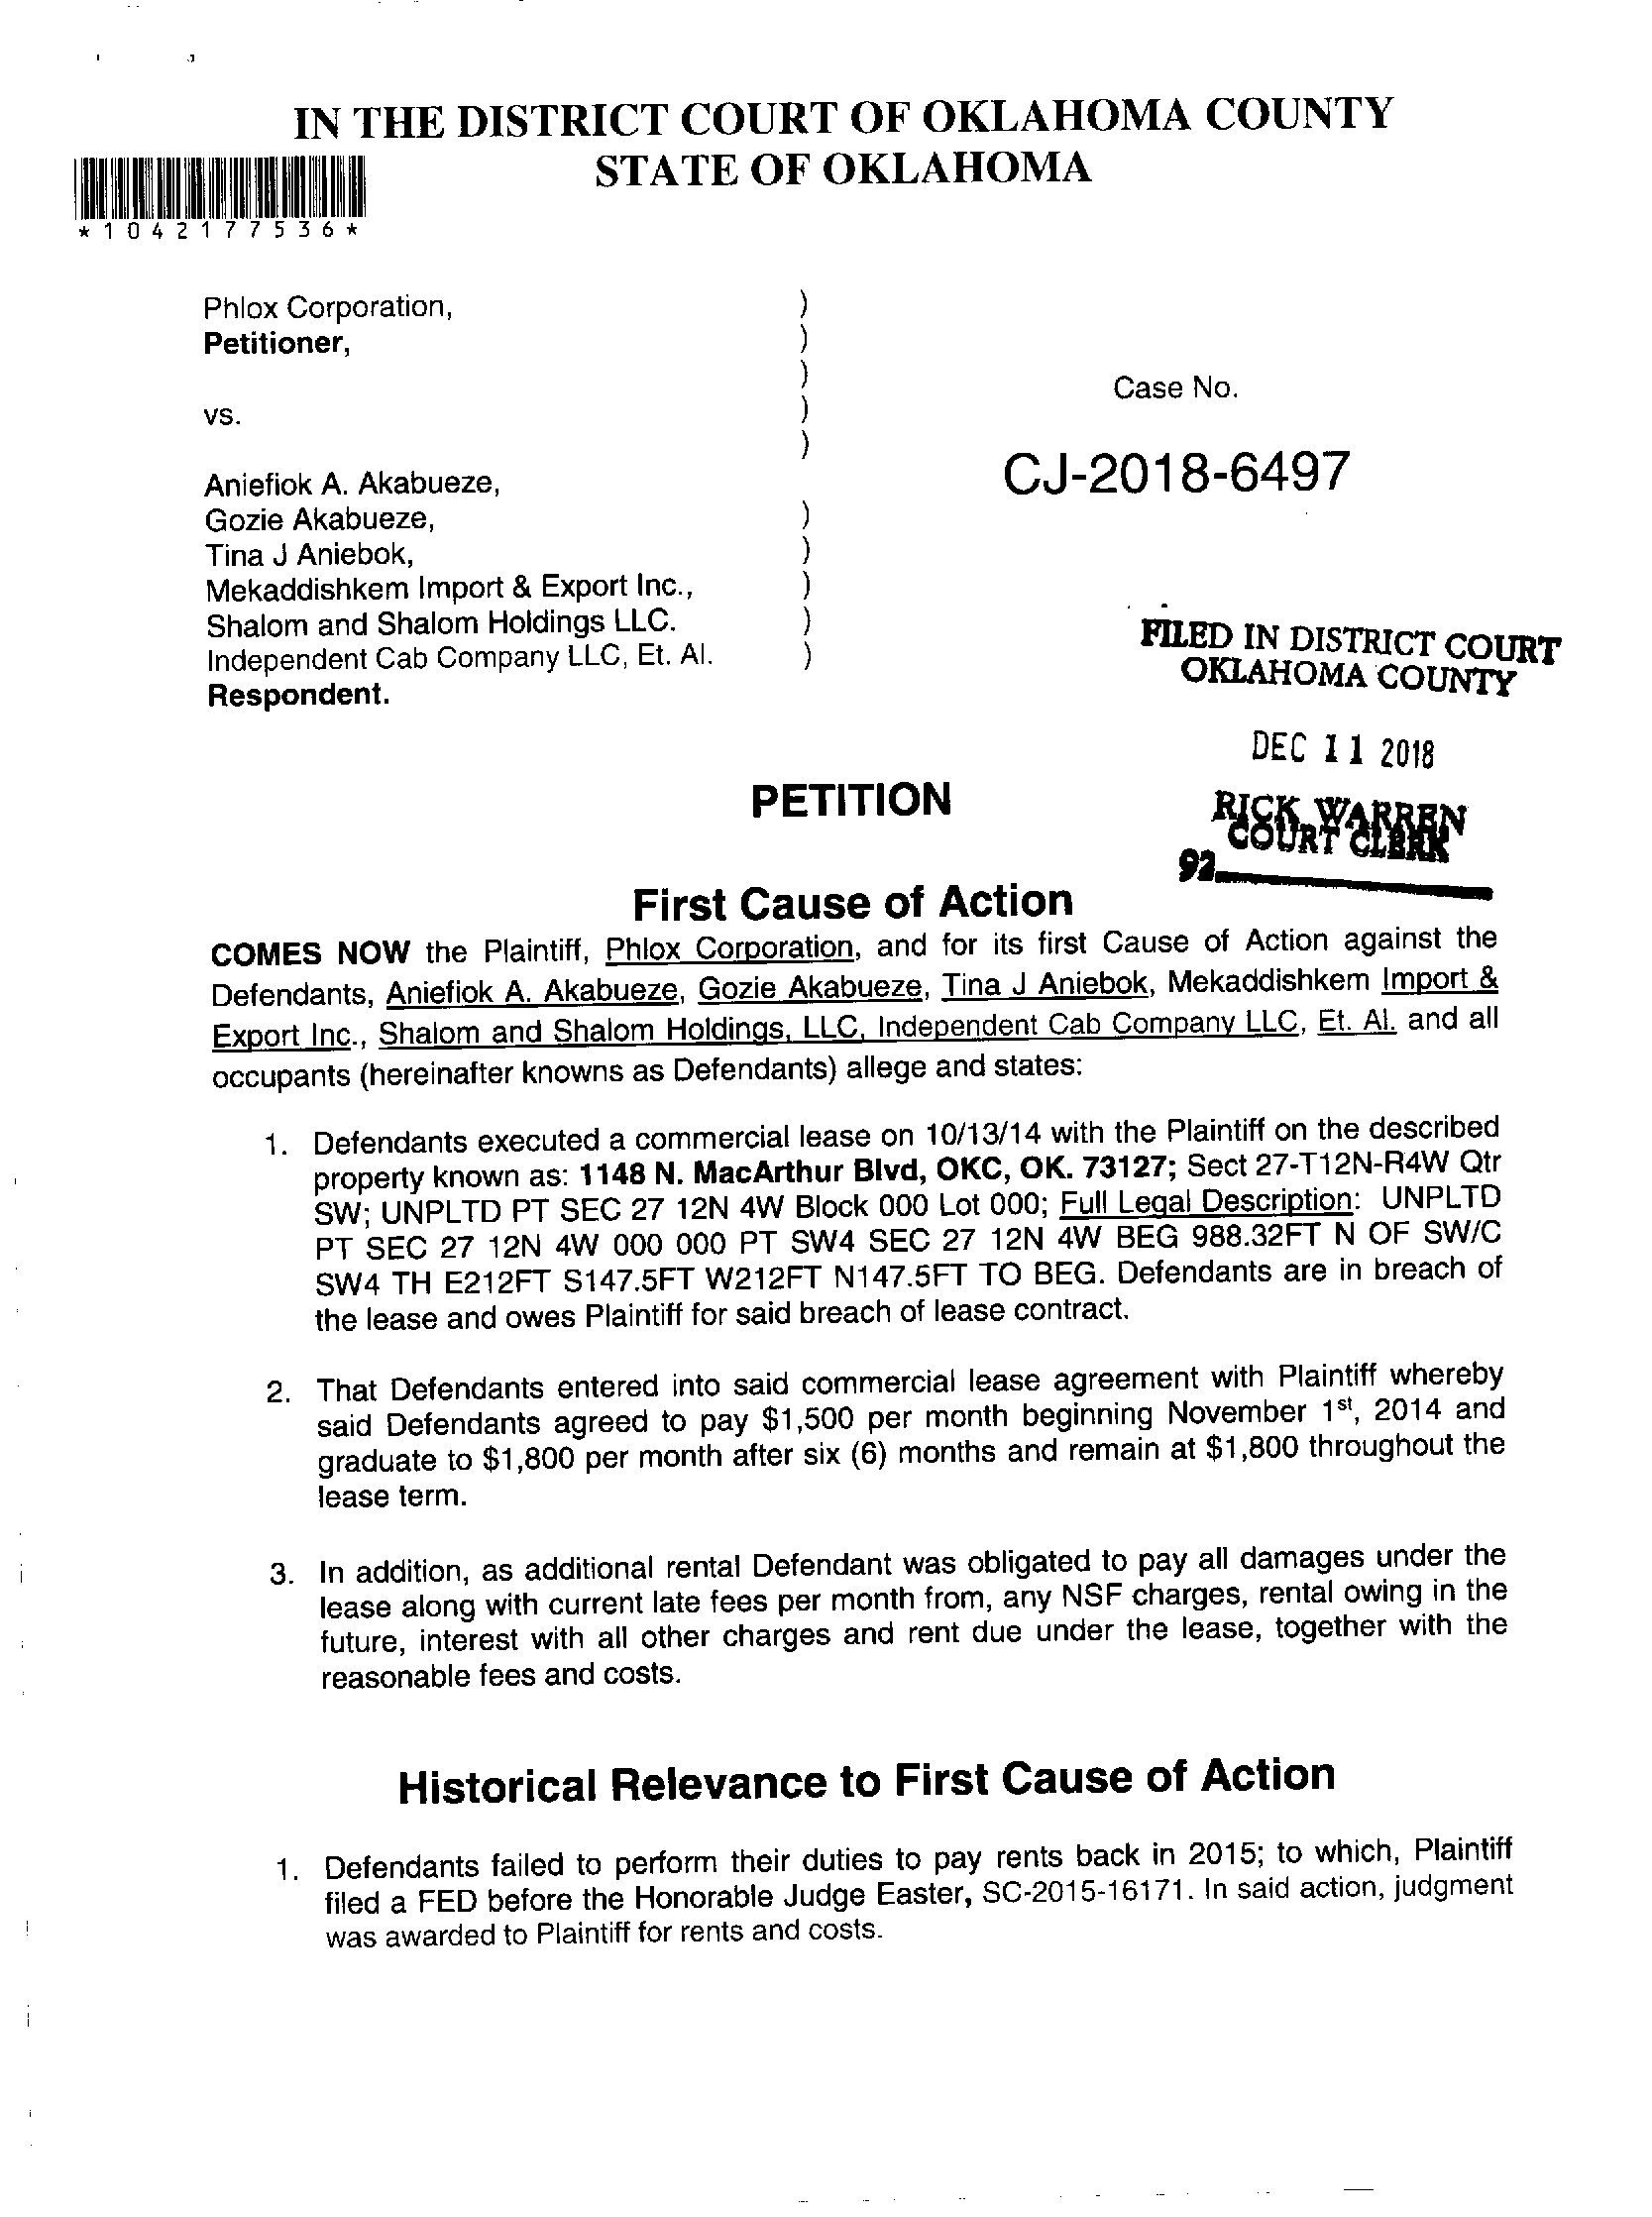 IN THE DISTRICT COURT OF OKLAHOMA COUNTY
STATE OF OKLAHOMA
*1042177536*
Phlox Corporation, )
Petitioner, )
)
Case No.
vs. )
)
CJ-2018-6497
Aniefiok A. Akabueze,
Gozie Akabueze, )
Tina J Aniebok, )
Mekaddishkem Import & Export Inc., )
Shalom and Shalom Holdings LLC. )
Independent Cab Company LLC, Et. Al. )
Respondent.
FILED IN DISTRICT COURT
OKLAHOMA COUNTY
DEC 11 2018
PETITION
RICK WARREN
COURT CLERK
92
First Cause of Action
COMES NOW the Plaintiff, Phlox Corporation, and for its first Cause of Action against the
Defendants, Aniefiok A. Akabueze, Gozie Akabueze, Tina J Aniebok, Mekaddishkem Import &
Export Inc., Shalom and Shalom Holdings, LLC, Independent Cab Company LLC, Et. Al. and all
occupants (hereinafter knowns as Defendants) allege and states:
1. Defendants executed a commercial lease on 10/13/14 with the Plaintiff on the described
property known as: 1148 N. MacArthur Blvd, OKC, OK. 73127; Sect 27-T12N-R4W Qtr
SW; UNPLTD PT SEC 27 12N 4W Block 000 Lot 000; Full Legal Description: UNPLTD
PT SEC 27 12N 4W 000 000 PT SW4 SEC 27 12N 4W BEG 988.32FT N OF SW/C
SW4 TH E212FT S147.5FT W212FT N147.5FT TO BEG. Defendants are in breach of
the lease and owes Plaintiff for said breach of lease contract.
2. That Defendants entered into said commercial lease agreement with Plaintiff whereby
said Defendants agreed to pay $1,500 per month beginning November 1st, 2014 and
graduate to $1,800 per month after six (6) months and remain at $1,800 throughout the
lease term.
3. In addition, as additional rental Defendant was obligated to pay all damages under the
lease along with current late fees per month from, any NSF charges, rental owing in the
future, interest with all other charges and rent due under the lease, together with the
reasonable fees and costs.
Historical Relevance to First Cause of Action
1. Defendants failed to perform their duties to pay rents back in 2015; to which, Plaintiff
filed a FED before the Honorable Judge Easter, SC-2015-16171. In said action, judgment
was awarded to Plaintiff for rents and costs.